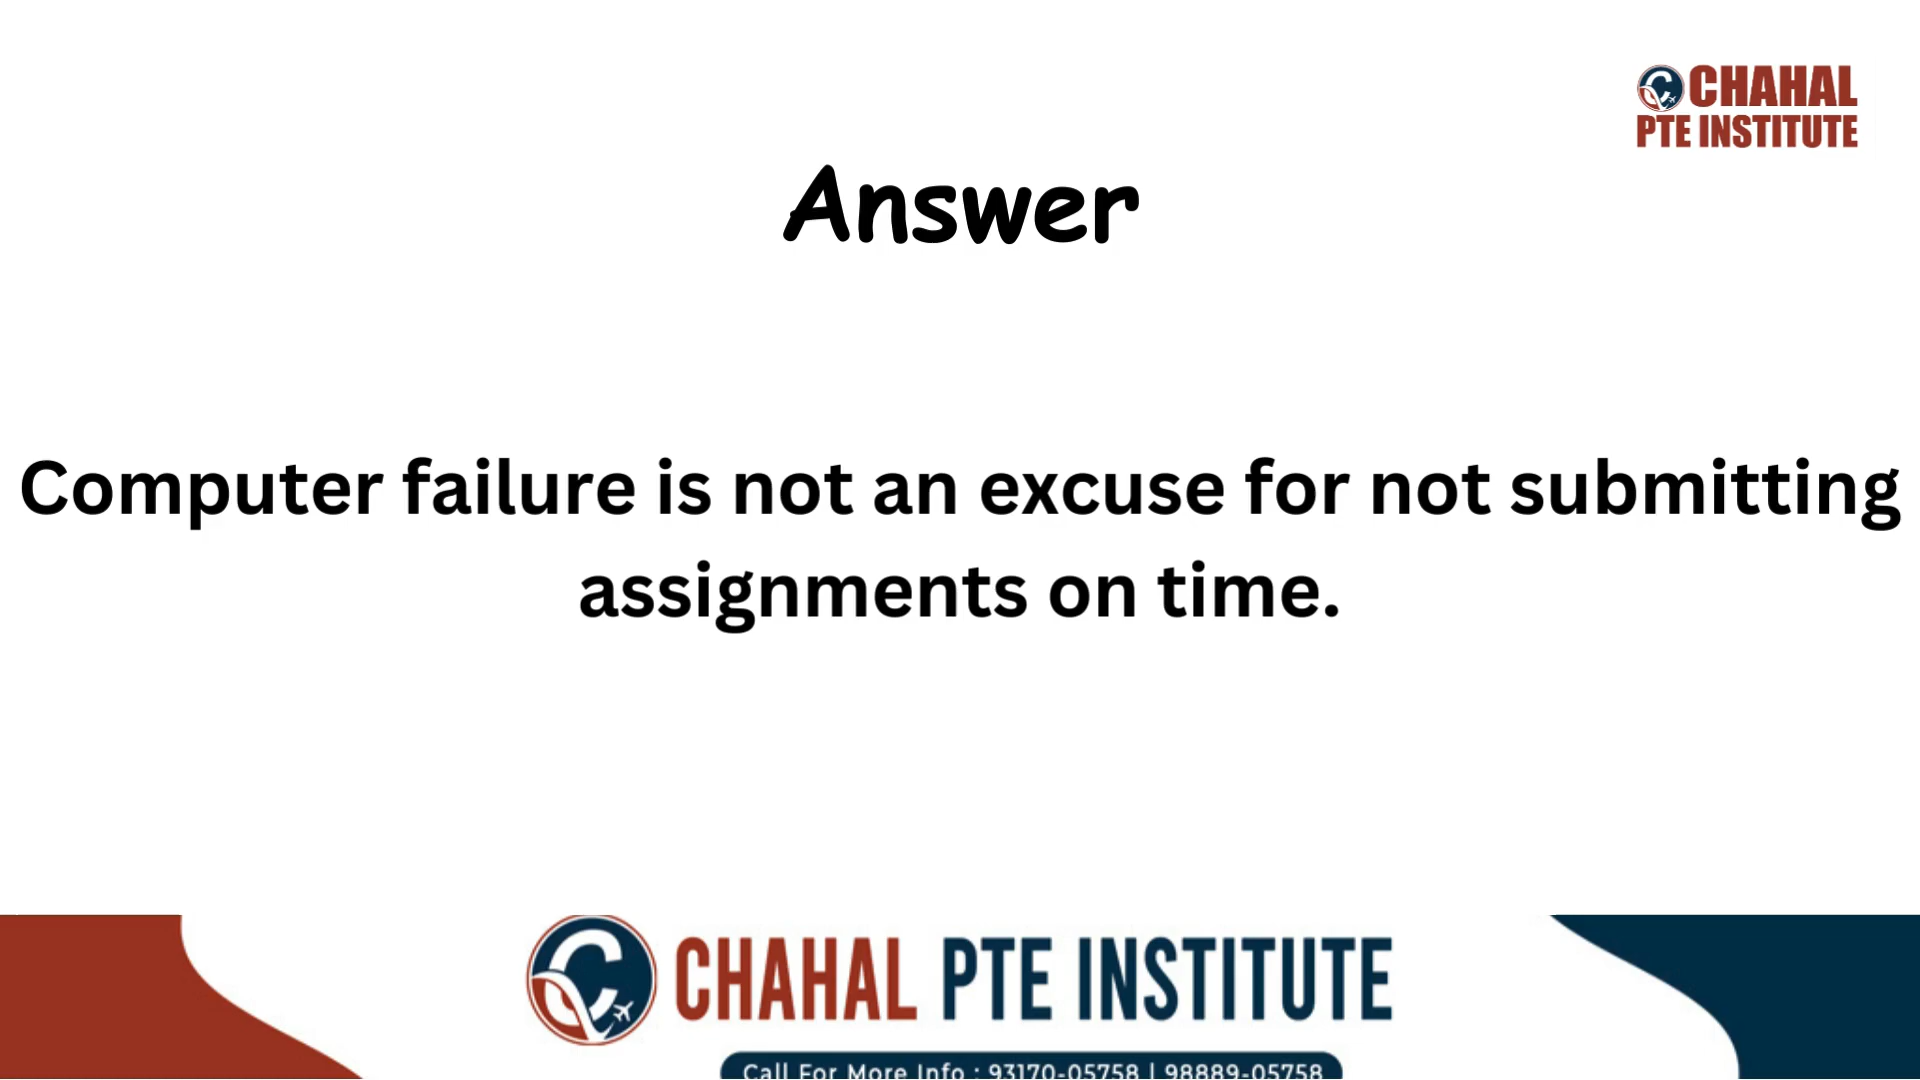 CHAHAL
PTE INSTITUTE
Answer
Computer failure is not an excuse for not submitting
assignments on time.
CHAHAL PTE INSTITUTE
Call For More Info : 93170-05758 | 98889-05758